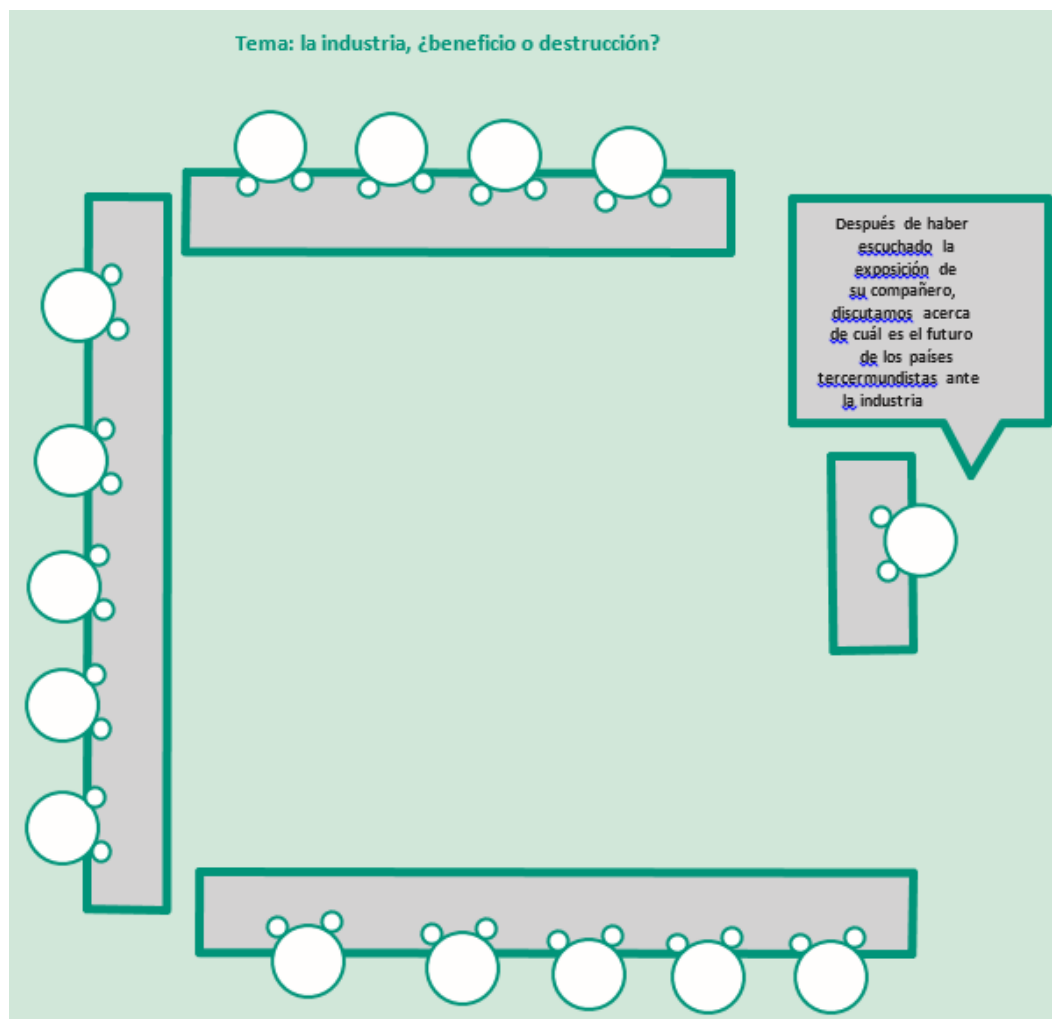 Tema: la industria, ¿beneficio o destrucción?
Después de haber
escuchado la
exposición de
su compañero,
discutamos acerca
de cuál es el futuro
de los países
tercermundistas ante
la industria